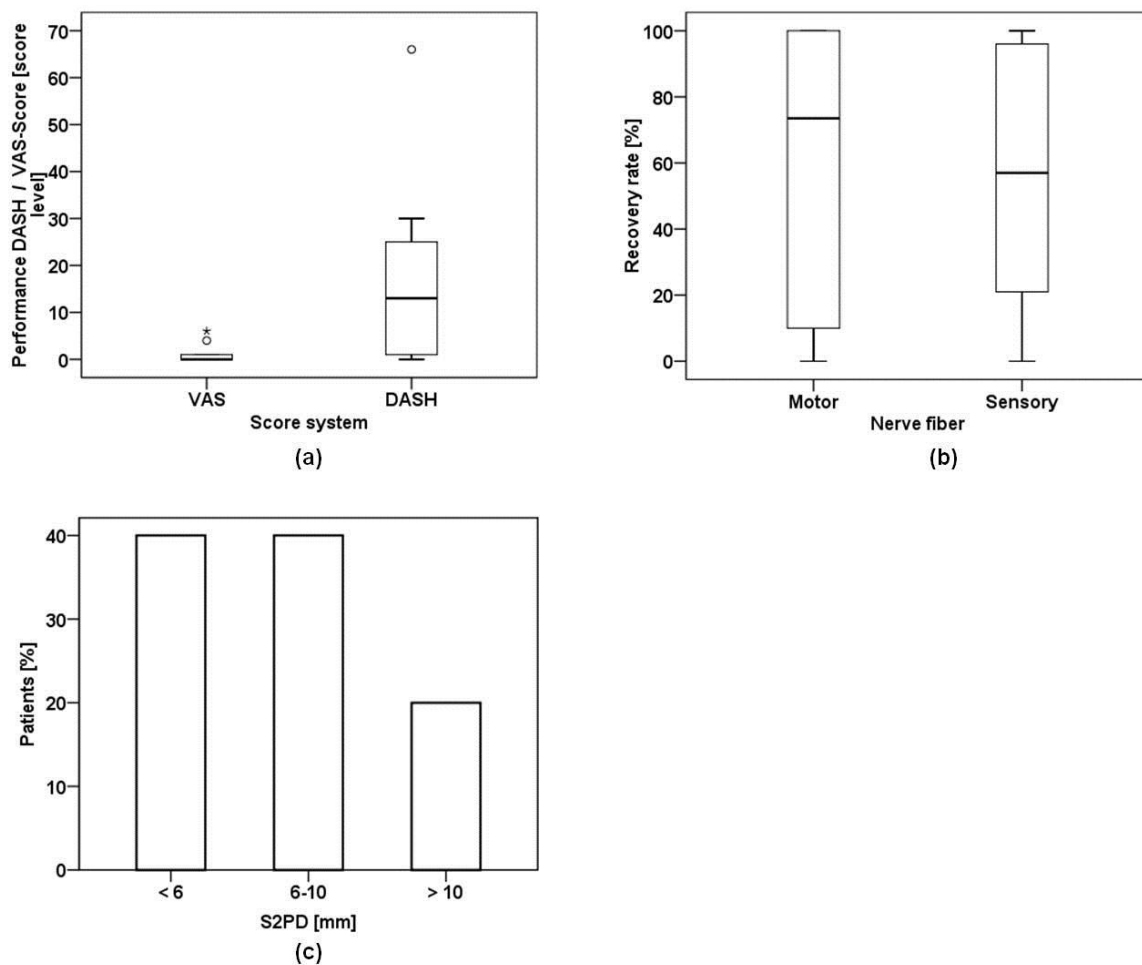 Performance DASH / VAS-Score [score
level]
70
60
50
40
30
20
10
0
*
VAS
DASH
Score system
(a)
Recovery rate [%]
100
80
60
40
20
0
Motor
Sensory
Nerve fiber
(b)
Patients [%]
40
30
20
10
0
< 6
6-10
> 10
S2PD [mm]
(c)